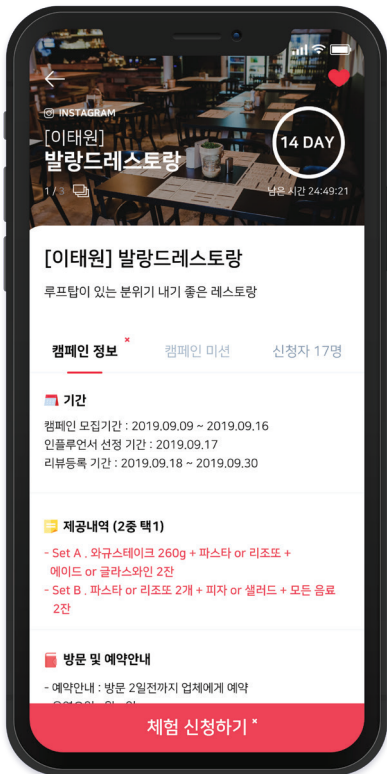 INSTAGRAM
[이태원]
발랑드레스토랑
14 DAY
1/3
남은 시간 24:49:21
[이태원] 발랑드레스토랑
루프탑이 있는 분위기 내기 좋은 레스토랑
캠페인 정보 캠페인 미션 신청자 17명
기간
캠페인 모집기간 : 2019.09.09 ~ 2019.09.16
인플루언서 선정 기간 : 2019.09.17
리뷰등록 기간 : 2019.09.18 ~ 2019.09.30
제공내역 (2중 택1)
- Set A . 와규스테이크 260g + 파스타 or 리조또 +
에이드 or 글라스와인 2잔
- Set B . 파스타 or 리조또 2개 + 피자 or 샐러드 + 모든 음료
2잔
방문 및 예약안내
- 예약안내 : 방문 2일전까지 업체에게 예약
체험 신청하기